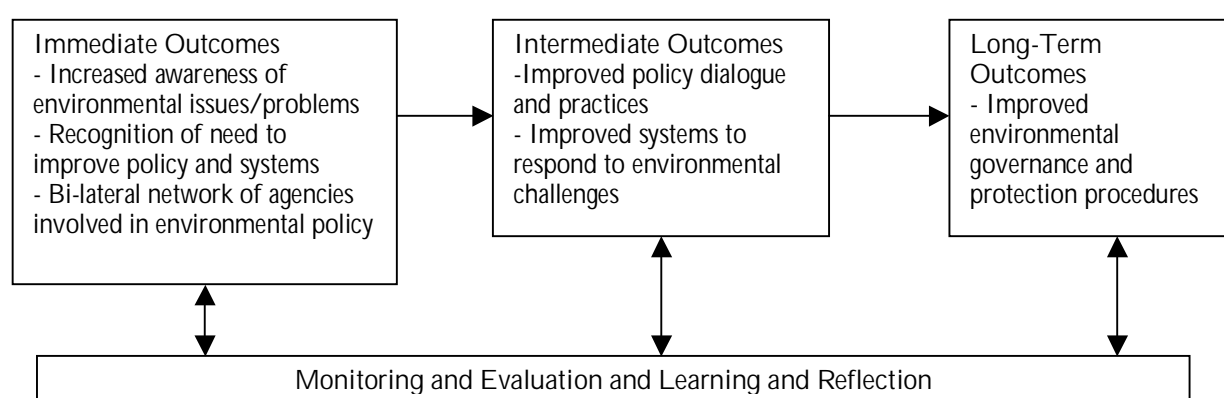 Immediate Outcomes
- Increased awareness of
environmental issues/problems
- Recognition of need to
improve policy and systems
- Bi-lateral network of agencies
involved in environmental policy
Intermediate Outcomes
-Improved policy dialogue
and practices
- Improved systems to
respond to environmental
challenges
Long-Term
Outcomes
- Improved
environmental
governance and
protection procedures
Monitoring and Evaluation and Learning and Reflection